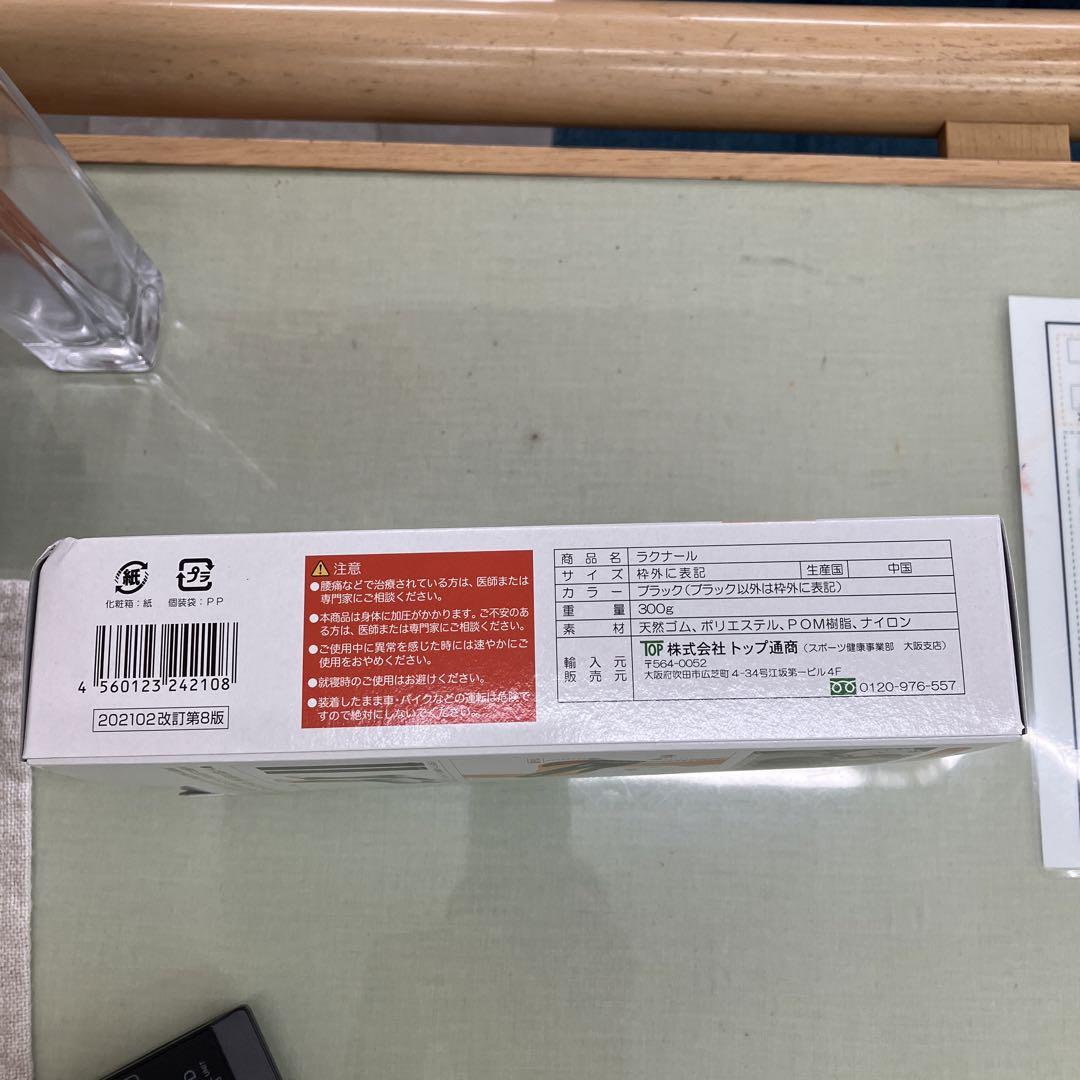 紙
プラ
化粧箱：紙 個装袋：ＰＰ
4 560123 242108
202102改訂第8版
注意
●腰痛などで治療されている方は、医師または
専門家にご相談ください。
●本商品は身体に加圧がかかります。ご不安のあ
る方は、医師または専門家にご相談ください。
●ご使用中に異常を感じた時には速やかにご
使用をおやめください。
●就寝時のご使用はお避けください。
●装着したまま車・バイクなどの運転は危険で
すので絶対にしないでください。
商品名 ラクナール
サイズ 枠外に表記 生産国 中国
カラー ブラック(ブラック以外は枠外に表記)
重量 300g
素材 天然ゴム、ポリエステル、ＰＯＭ樹脂、ナイロン
輸入元
販売元
TOP 株式会社トップ通商（スポーツ健康事業部 大阪支店）
〒564-0052
大阪府吹田市広芝町4-34号江坂第一ビル4F
0120-976-557
UNIT